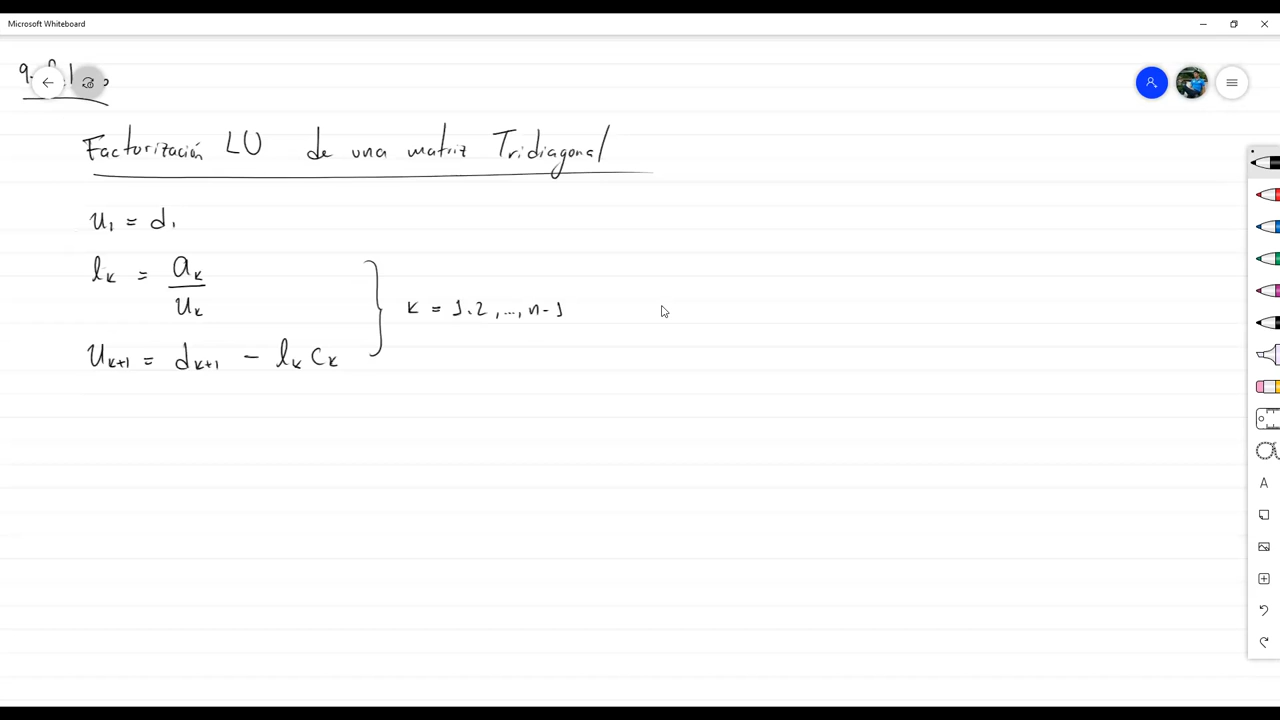 Microsoft Whiteboard
Factorización LU de una matriz Tridiagonal
u₁ = d₁
lₖ = aₖ / uₖ
k = 1,2,...,n-1
uₖ₊₁ = dₖ₊₁ - lₖ cₖ
A